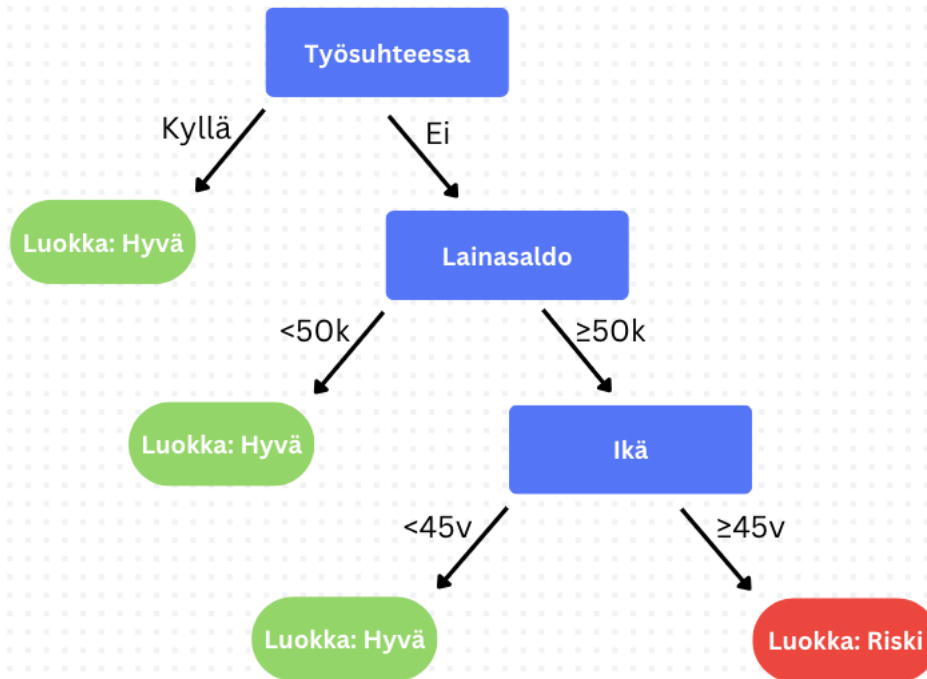 Työsuhteessa
Kyllä
Ei
Luokka: Hyvä
Lainasaldo
<50k
≥50k
Luokka: Hyvä
Ikä
<45v
≥45v
Luokka: Hyvä
Luokka: Riski